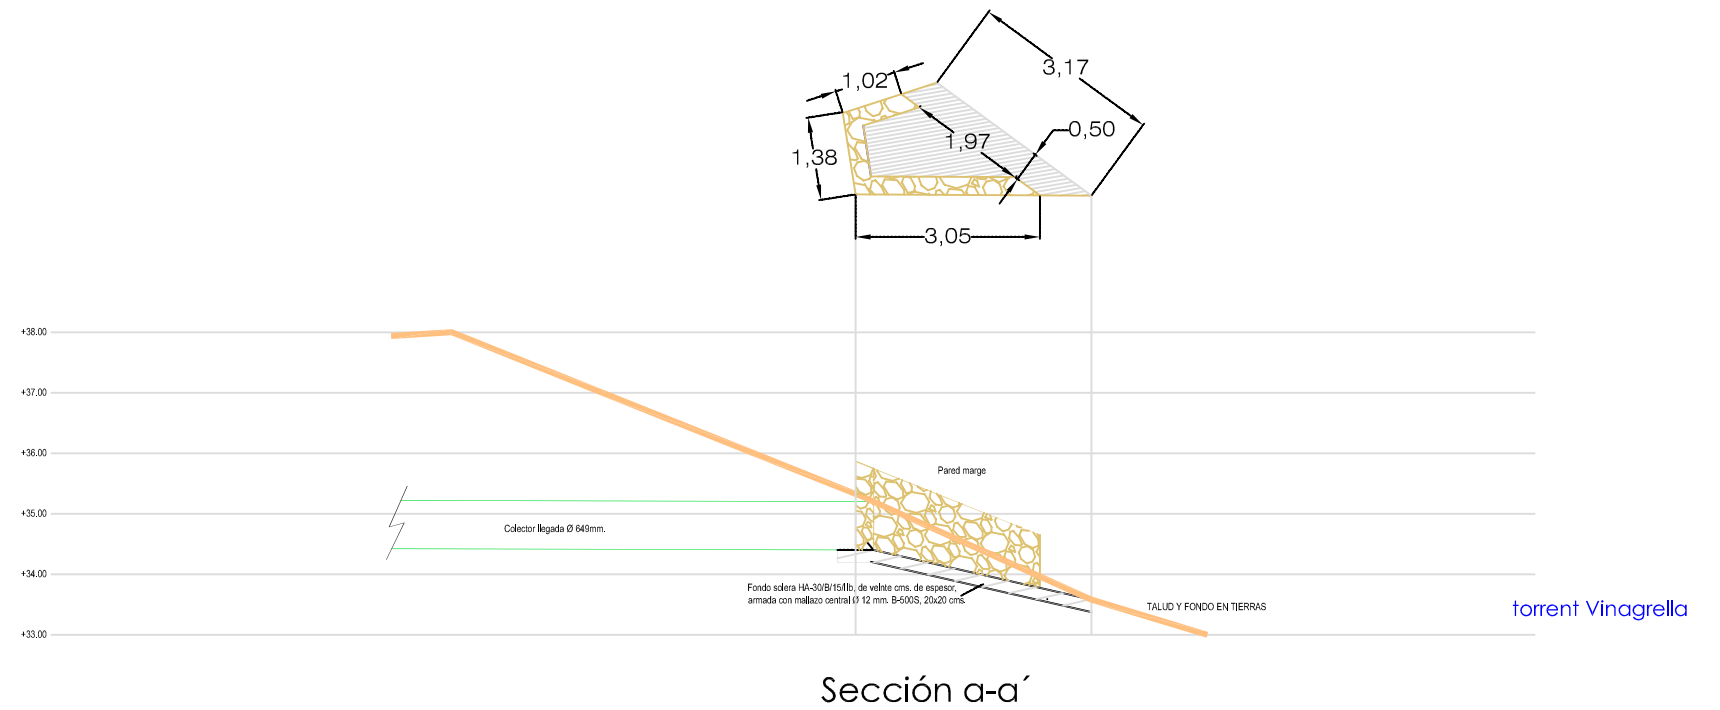 3,17
1,02
0,50
1,97
1,38
3,05
+38.00
+37.00
+36.00
Pared marge
+35.00
Colector llegada Ø 649mm.
+34.00
Fondo solera HA-30/B/15/IIb, de veinte cms. de espesor,
armada con mallazo central Ø 12 mm. B-500S, 20x20 cms.
TALUD Y FONDO EN TIERRAS
torrent Vinagrella
+33.00
Sección a-a´